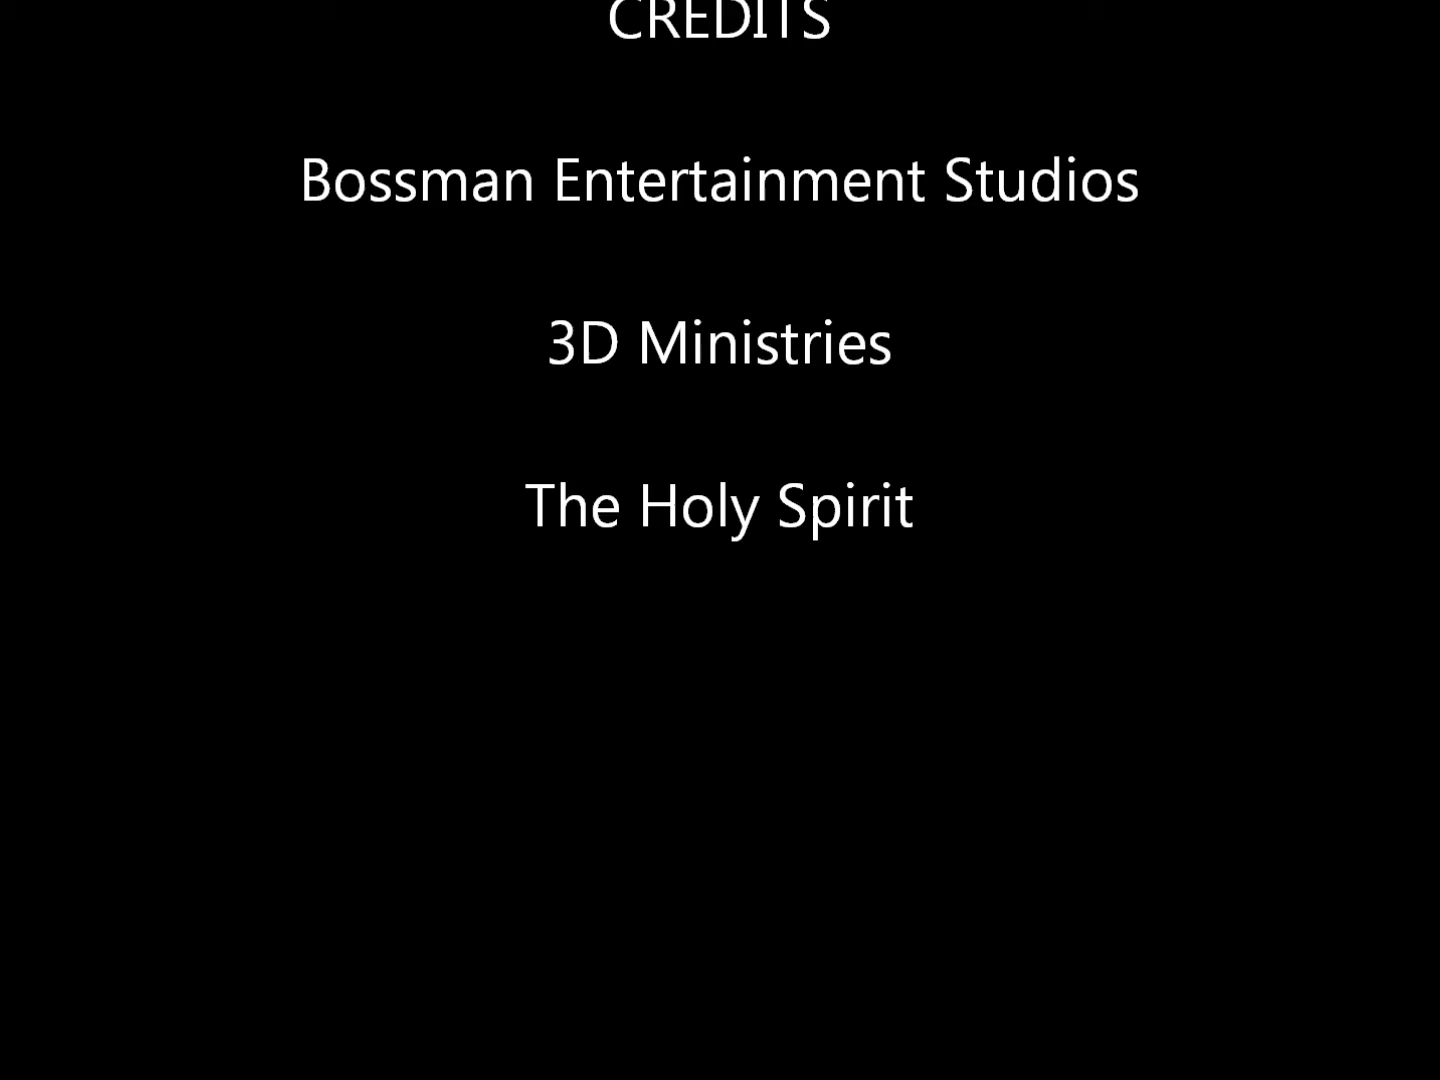 CREDITS
Bossman Entertainment Studios
3D Ministries
The Holy Spirit